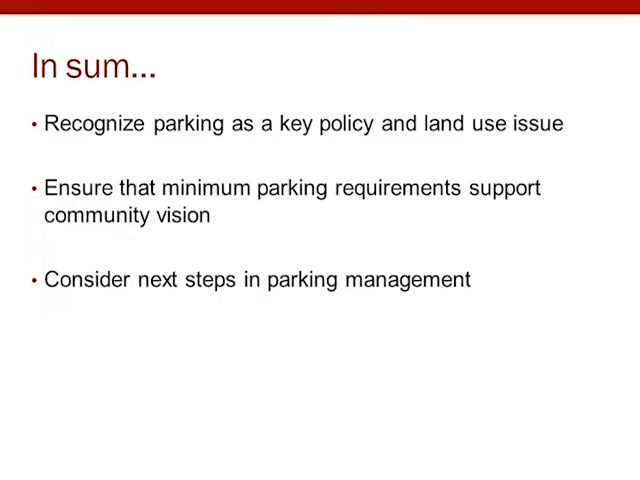 In sum...
• Recognize parking as a key policy and land use issue
• Ensure that minimum parking requirements support
community vision
• Consider next steps in parking management